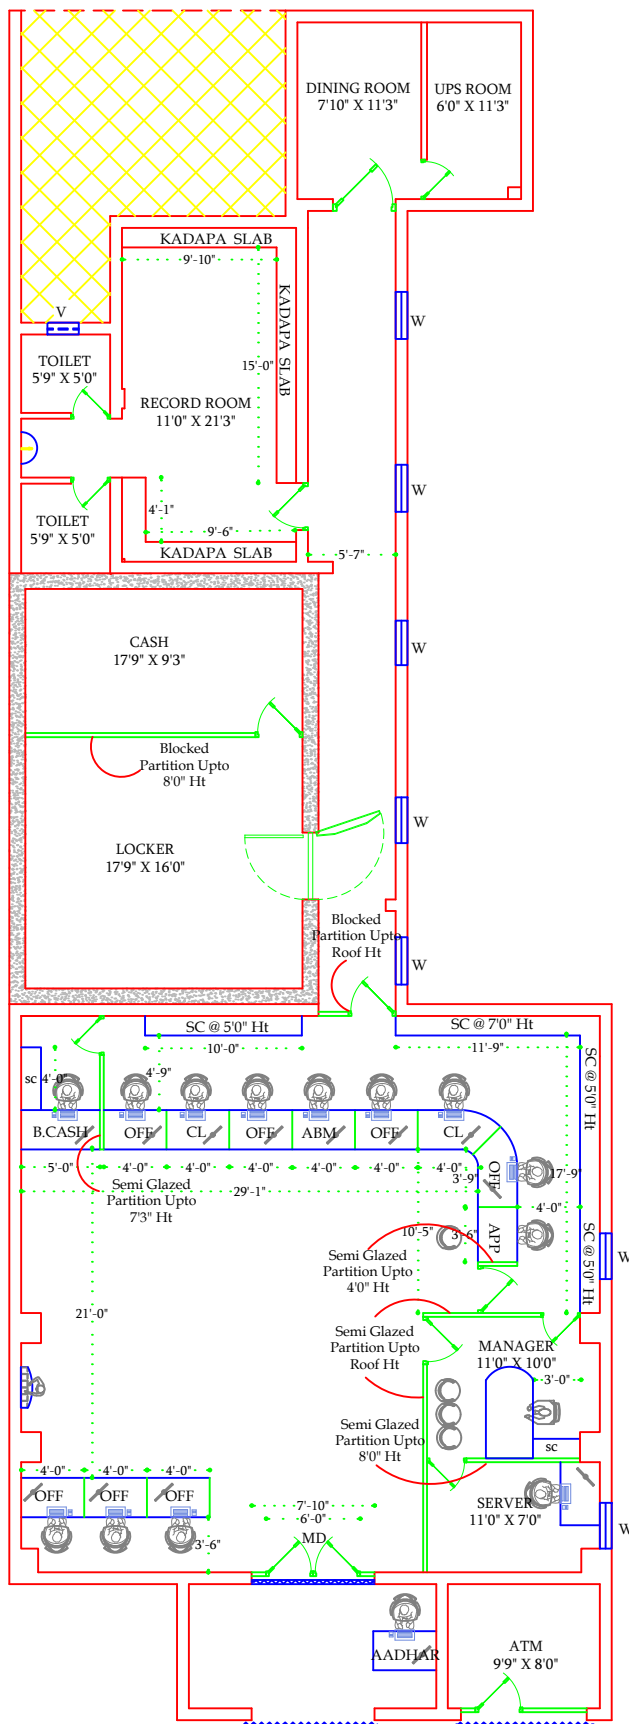 DINING ROOM
7'10" X 11'3"
UPS ROOM
6'0" X 11'3"
KADAPA SLAB
9'-10"
KADAPA SLAB
V
W
TOILET
5'9" X 5'0"
15'-0"
RECORD ROOM
11'0" X 21'3"
W
4'-1"
TOILET
5'9" X 5'0"
9'-6"
KADAPA SLAB
5'-7"
CASH
17'9" X 9'3"
W
Blocked
Partition Upto
8'0" Ht
LOCKER
17'9" X 16'0"
W
Blocked
Partition Upto
Roof Ht
W
SC @ 5'0" Ht
SC @ 7'0" Ht
10'-0"
11'-9"
SC @ 5'0" Ht
sc
4'-0"
4'-9"
B.CASH
OFF
CL
OFF
ABM
OFF
CL
OFF
5'-0"
4'-0"
4'-0"
4'-0"
4'-0"
4'-0"
4'-0"
3'-9"
17'-9"
29'-1"
Semi Glazed
Partition Upto
7'3" Ht
4'-0"
APP
10'-5"
3'-6"
SC @ 5'0" Ht
W
Semi Glazed
Partition Upto
4'0" Ht
21'-0"
Semi Glazed
Partition Upto
Roof Ht
MANAGER
11'0" X 10'0"
3'-0"
Semi Glazed
Partition Upto
8'0" Ht
sc
4'-0"
4'-0"
4'-0"
OFF
OFF
OFF
7'-10"
6'-0"
MD
SERVER
11'0" X 7'0"
W
3'-6"
AADHAR
ATM
9'9" X 8'0"